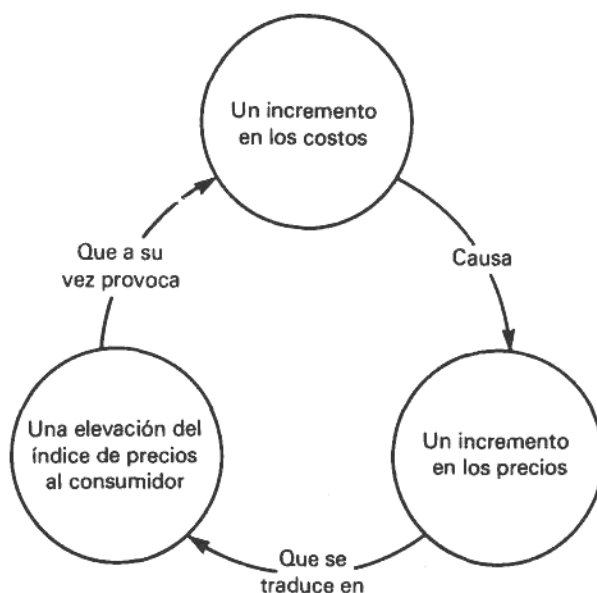 Un incremento
en los costos
Causa
Un incremento
en los precios
Que se
traduce en
Una elevación del
índice de precios
al consumidor
Que a su
vez provoca